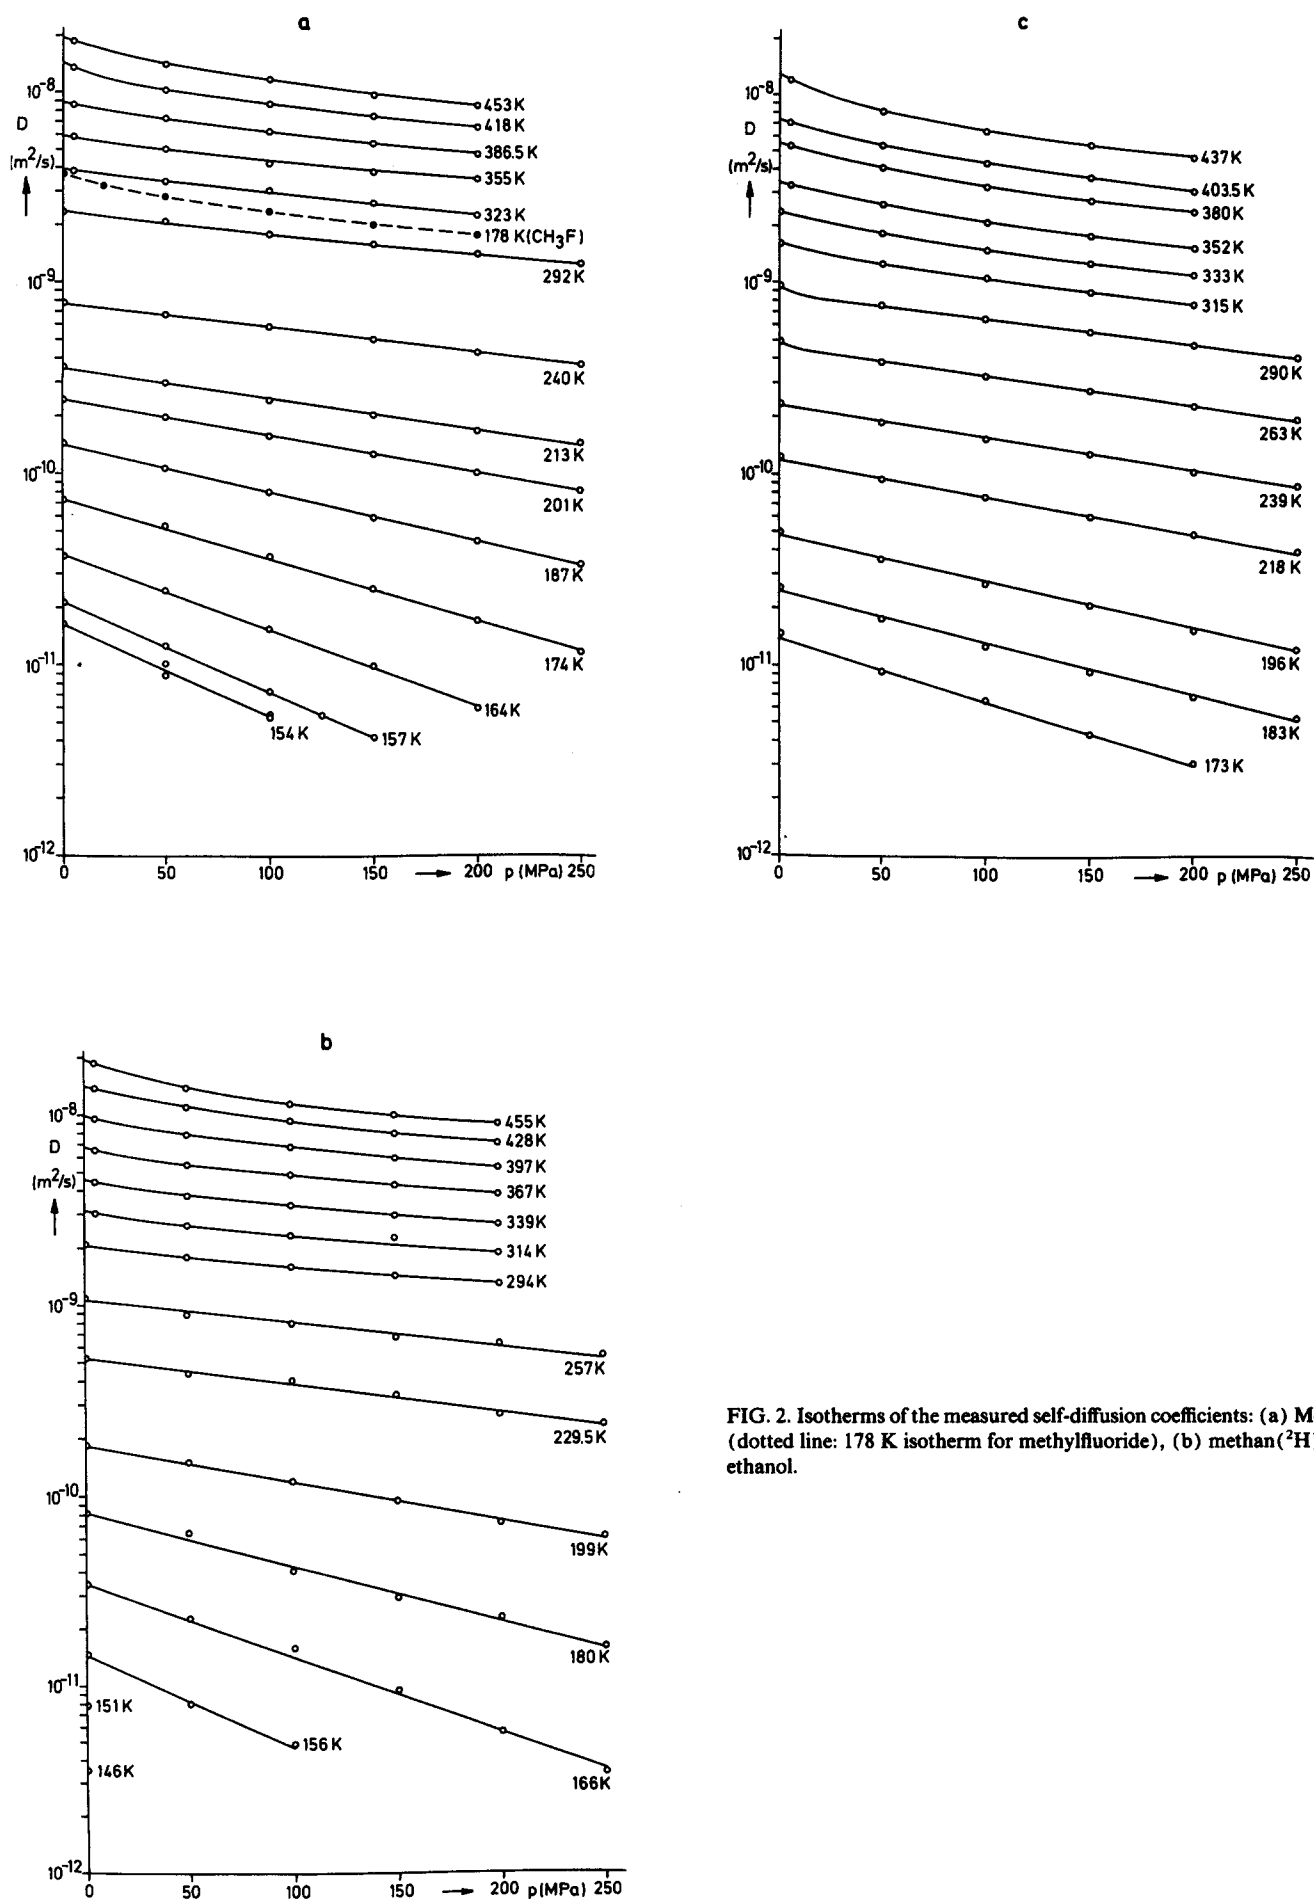 a
10⁻⁸
D
(m²/s)
10⁻⁹
10⁻¹⁰
10⁻¹¹
10⁻¹²
453 K
418 K
386.5 K
355 K
323 K
178 K (CH₃F)
292 K
240 K
213 K
201 K
187 K
174 K
164 K
157 K
154 K
0 50 100 150 → 200 p (MPa) 250
c
10⁻⁸
D
(m²/s)
10⁻⁹
10⁻¹⁰
10⁻¹¹
10⁻¹²
437 K
403.5 K
380 K
352 K
333 K
315 K
290 K
263 K
239 K
218 K
196 K
183 K
173 K
0 50 100 150 → 200 p (MPa) 250
b
10⁻⁸
D
(m²/s)
10⁻⁹
10⁻¹⁰
10⁻¹¹
10⁻¹²
455 K
428 K
397 K
367 K
339 K
314 K
294 K
257 K
229.5 K
199 K
180 K
166 K
156 K
151 K
146 K
0 50 100 150 → 200 p (MPa) 250
FIG. 2. Isotherms of the measured self-diffusion coefficients: (a) M
(dotted line: 178 K isotherm for methylfluoride), (b) methan(²H)
ethanol.